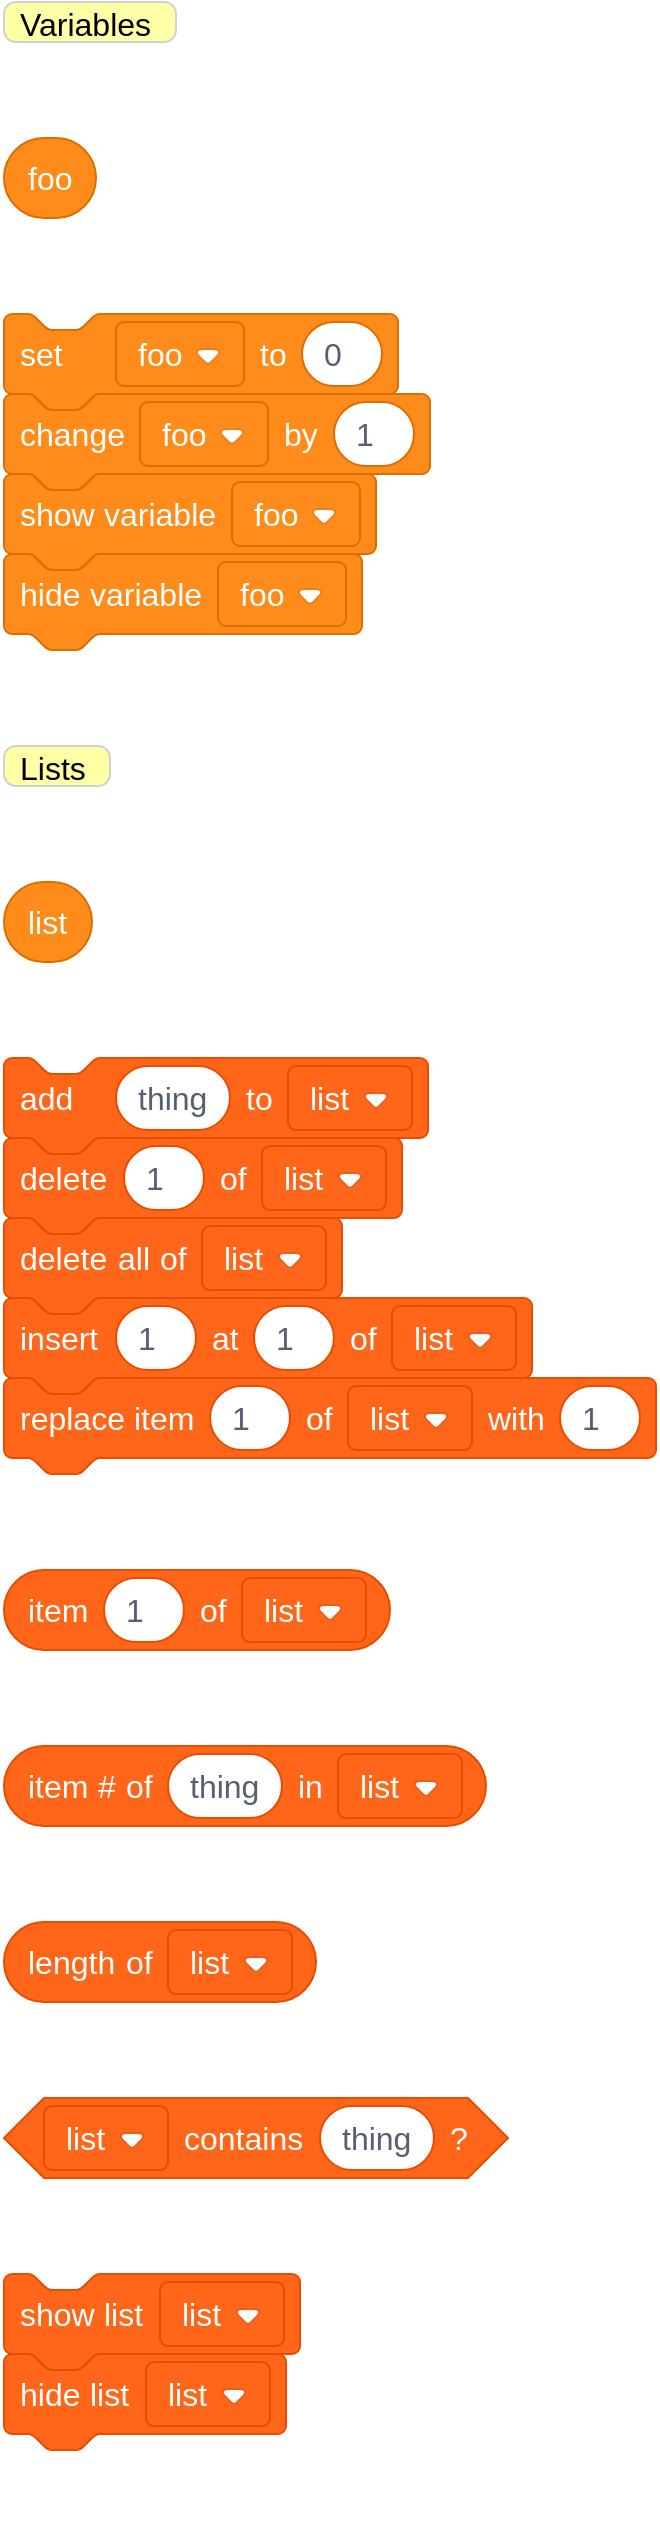 Variables
foo
set foo to 0
change foo by 1
show variable foo
hide variable foo
Lists
list
add thing to list
delete 1 of list
delete all of list
insert 1 at 1 of list
replace item 1 of list with 1
item 1 of list
item # of thing in list
length of list
list contains thing ?
show list list
hide list list